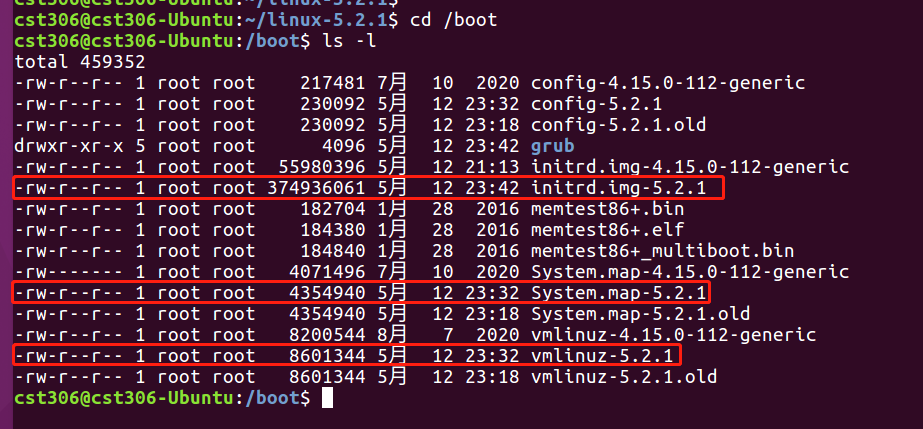 cst306@cst306-Ubuntu:~/linux-5.2.1$
cst306@cst306-Ubuntu:~/linux-5.2.1$ cd /boot
cst306@cst306-Ubuntu:/boot$ ls -l
total 459352
-rw-r--r-- 1 root root    217481 7月  10  2020 config-4.15.0-112-generic
-rw-r--r-- 1 root root    230092 5月  12 23:32 config-5.2.1
-rw-r--r-- 1 root root    230092 5月  12 23:18 config-5.2.1.old
drwxr-xr-x 5 root root      4096 5月  12 23:42 grub
-rw-r--r-- 1 root root  55980396 5月  12 21:13 initrd.img-4.15.0-112-generic
-rw-r--r-- 1 root root 374936061 5月  12 23:42 initrd.img-5.2.1
-rw-r--r-- 1 root root    182704 1月  28  2016 memtest86+.bin
-rw-r--r-- 1 root root    184380 1月  28  2016 memtest86+.elf
-rw-r--r-- 1 root root    184840 1月  28  2016 memtest86+_multiboot.bin
-rw------- 1 root root   4071496 7月  10  2020 System.map-4.15.0-112-generic
-rw-r--r-- 1 root root   4354940 5月  12 23:32 System.map-5.2.1
-rw-r--r-- 1 root root   4354940 5月  12 23:18 System.map-5.2.1.old
-rw-r--r-- 1 root root   8200544 8月   7  2020 vmlinuz-4.15.0-112-generic
-rw-r--r-- 1 root root   8601344 5月  12 23:32 vmlinuz-5.2.1
-rw-r--r-- 1 root root   8601344 5月  12 23:18 vmlinuz-5.2.1.old
cst306@cst306-Ubuntu:/boot$